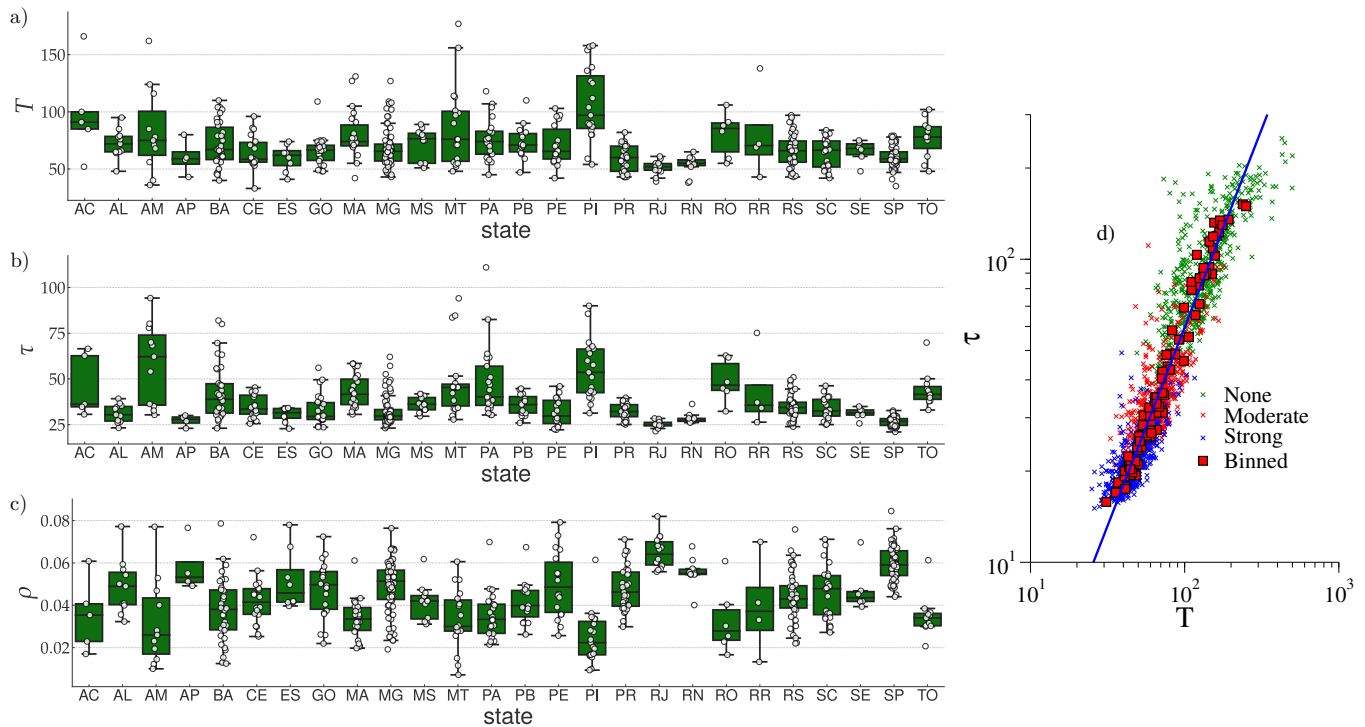 a)
T
150
100
50
AC AL AM AP BA CE ES GO MA MG MS MT PA PB PE PI PR RJ RN RO RR RS SC SE SP TO
state
b)
τ
100
75
50
25
AC AL AM AP BA CE ES GO MA MG MS MT PA PB PE PI PR RJ RN RO RR RS SC SE SP TO
state
c)
ρ
0.08
0.06
0.04
0.02
AC AL AM AP BA CE ES GO MA MG MS MT PA PB PE PI PR RJ RN RO RR RS SC SE SP TO
state
d)
τ
10²
10¹
None
Moderate
Strong
Binned
10 10² 10³
T